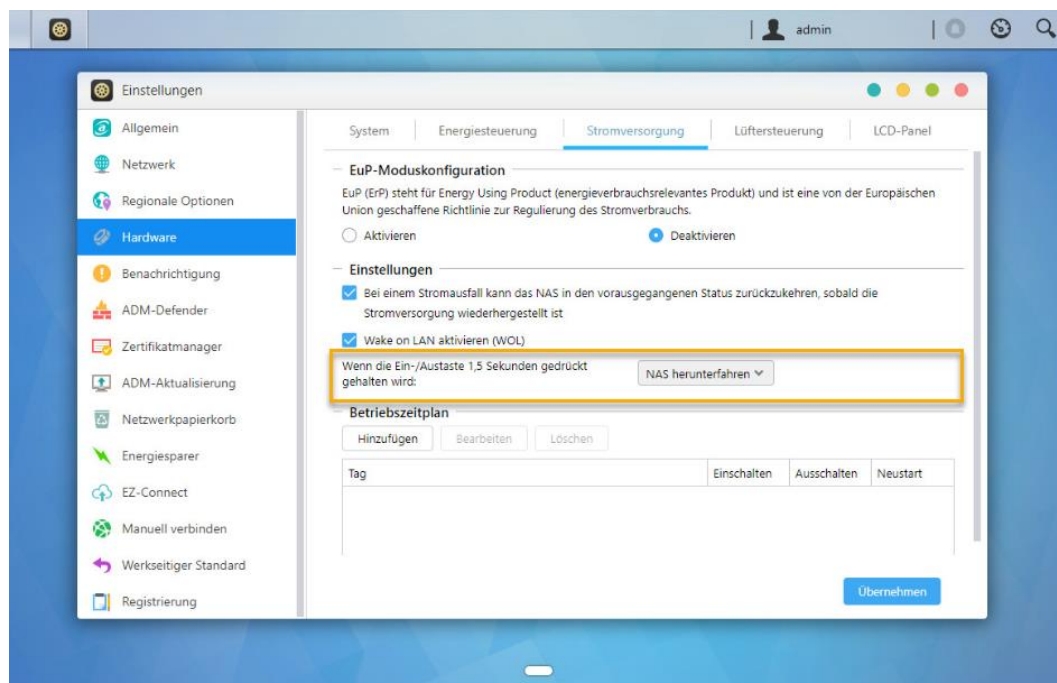 admin
Einstellungen
Allgemein
Netzwerk
Regionale Optionen
Hardware
Benachrichtigung
ADM-Defender
Zertifikatmanager
ADM-Aktualisierung
Netzwerkpapierkorb
Energiesparer
EZ-Connect
Manuell verbinden
Werkseitiger Standard
Registrierung
System Energiesteuerung Stromversorgung Lüftersteuerung LCD-Panel
EuP-Moduskonfiguration
EuP (ErP) steht für Energy Using Product (energieverbrauchsrelevantes Produkt) und ist eine von der Europäischen
Union geschaffene Richtlinie zur Regulierung des Stromverbrauchs.
Aktivieren Deaktivieren
Einstellungen
Bei einem Stromausfall kann das NAS in den vorausgegangenen Status zurückzukehren, sobald die
Stromversorgung wiederhergestellt ist
Wake on LAN aktivieren (WOL)
Wenn die Ein-/Austaste 1,5 Sekunden gedrückt
gehalten wird:
NAS herunterfahren
Betriebszeitplan
Hinzufügen Bearbeiten Löschen
Tag Einschalten Ausschalten Neustart
Übernehmen